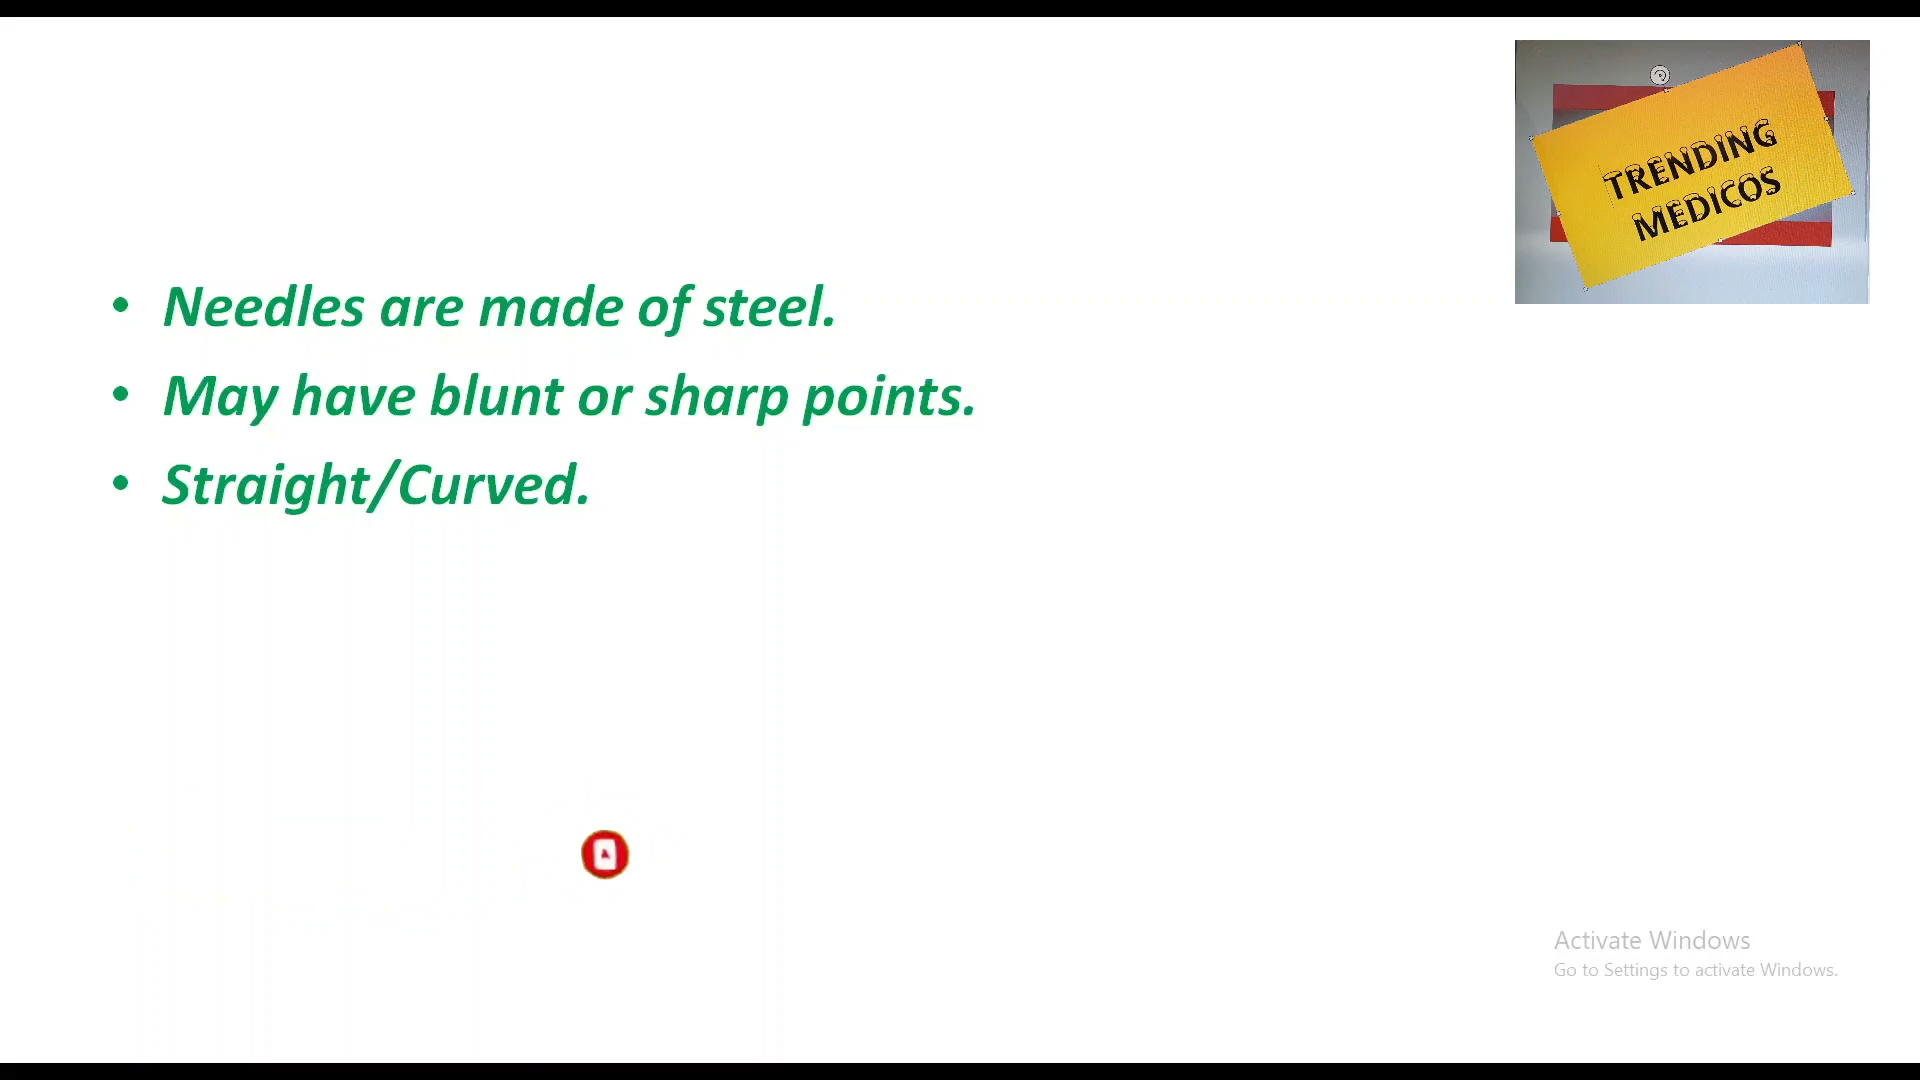 TRENDING
MEDICOS
• Needles are made of steel.
• May have blunt or sharp points.
• Straight/Curved.
Activate Windows
Go to Settings to activate Windows.